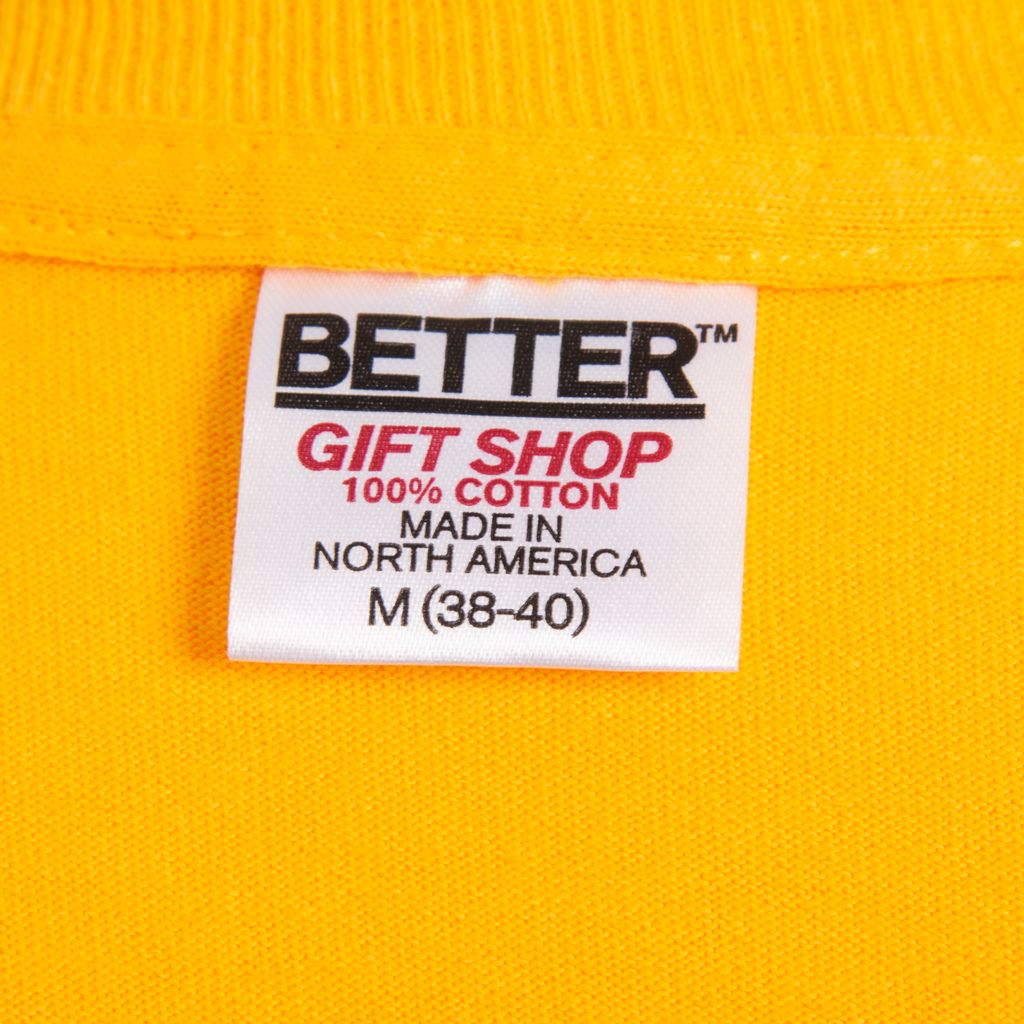 BETTER™
GIFT SHOP
100% COTTON
MADE IN
NORTH AMERICA
M (38-40)